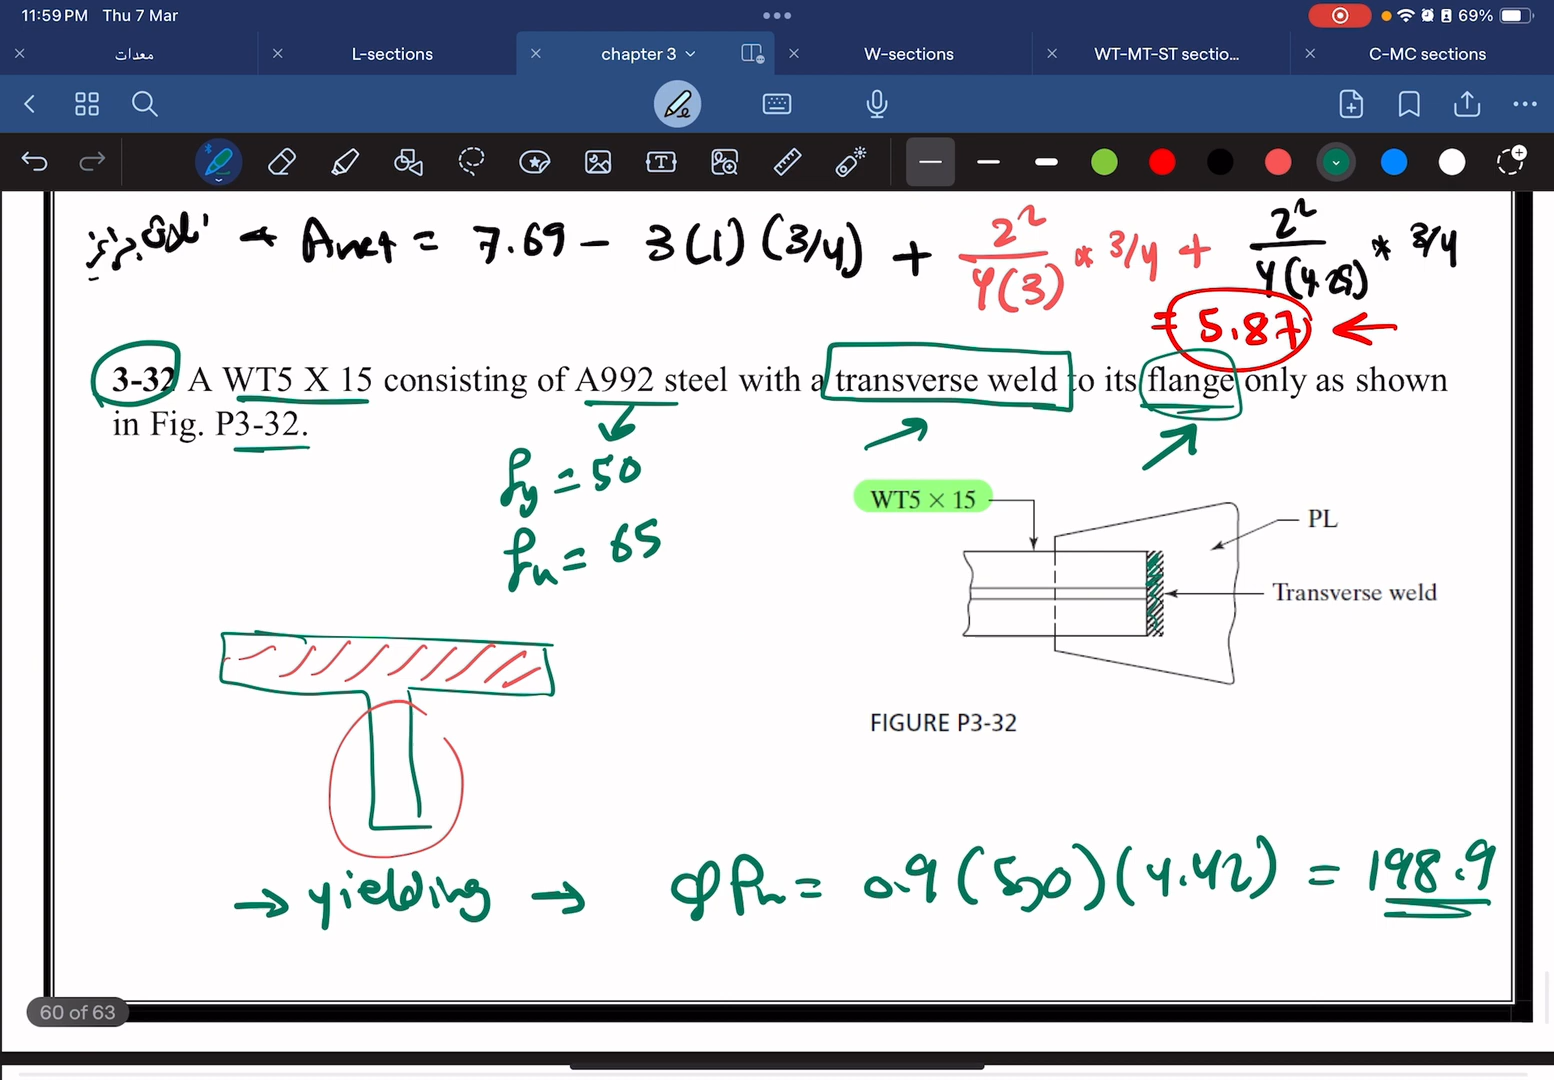 11:59 PM Thu 7 Mar
69%
معدات
L-sections
chapter 3
W-sections
WT-MT-ST sectio...
C-MC sections
Anet = 7.69 - 3(1)(3/4) + 2²/4(3) * 3/4 + 2²/4(4.25) * 3/4
= 5.87 ←
3-32 A WT5 X 15 consisting of A992 steel with a transverse weld to its flange only as shown
in Fig. P3-32.
fy = 50
fu = 65
WT5 × 15
PL
Transverse weld
FIGURE P3-32
→ yielding → φPn = 0.9 (50) (4.42) = 198.9
60 of 63